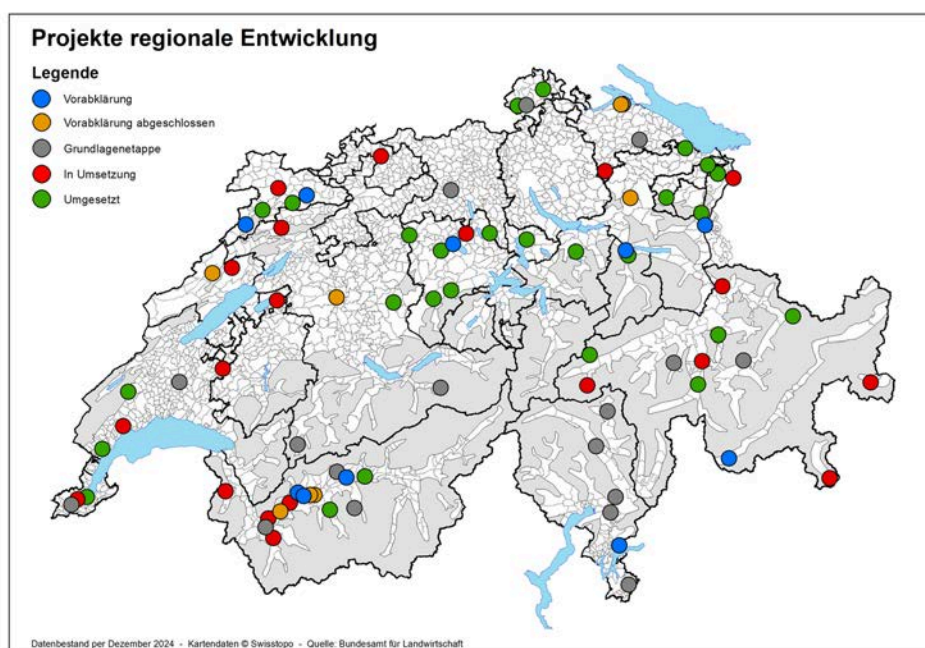 Projekte regionale Entwicklung
Legende
Vorabklärung
Vorabklärung abgeschlossen
Grundlagenetappe
In Umsetzung
Umgesetzt
Datenbestand per Dezember 2024 - Kartendaten © Swisstopo - Quelle: Bundesamt für Landwirtschaft